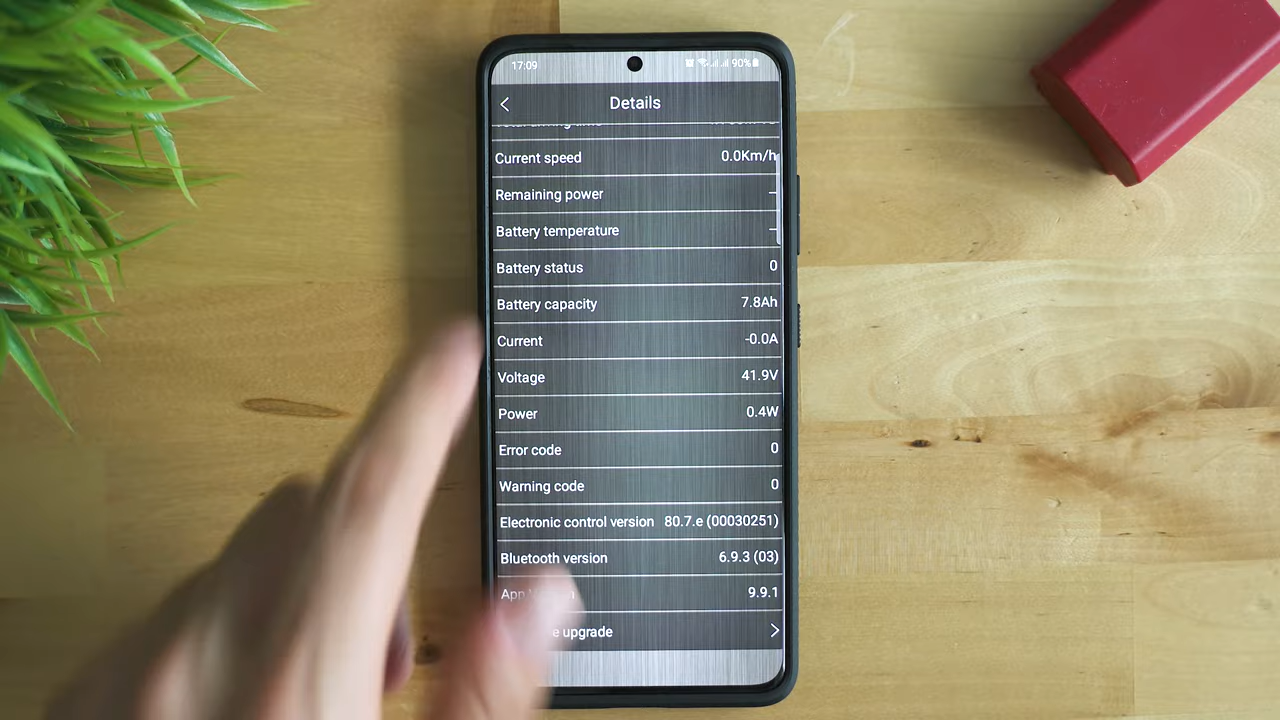 17:09 90%
Details
Current speed 0.0Km/h
Remaining power
Battery temperature
Battery status 0
Battery capacity 7.8Ah
Current -0.0A
Voltage 41.9V
Power 0.4W
Error code 0
Warning code 0
Electronic control version 80.7.e (00030251)
Bluetooth version 6.9.3 (03)
App 9.9.1
upgrade